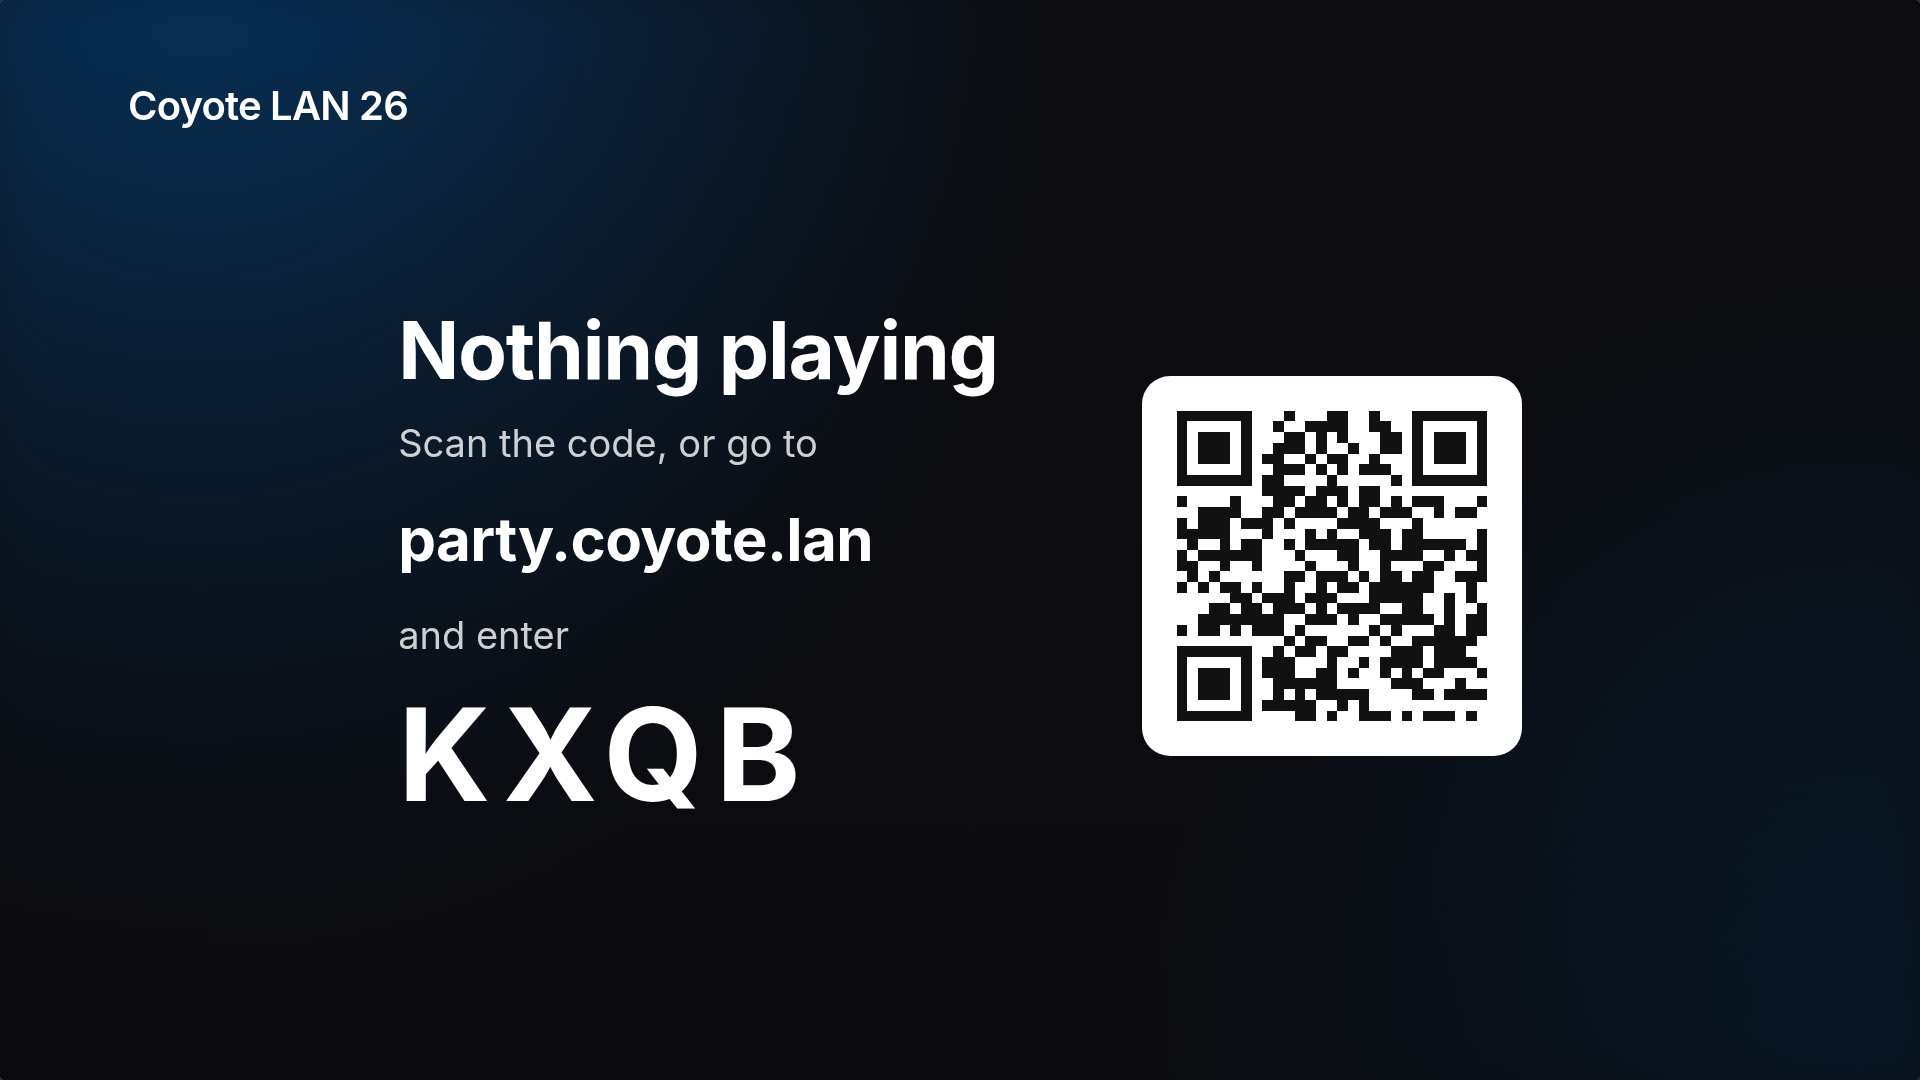 Coyote LAN 26
Nothing playing
Scan the code, or go to
party.coyote.lan
and enter
KXQB